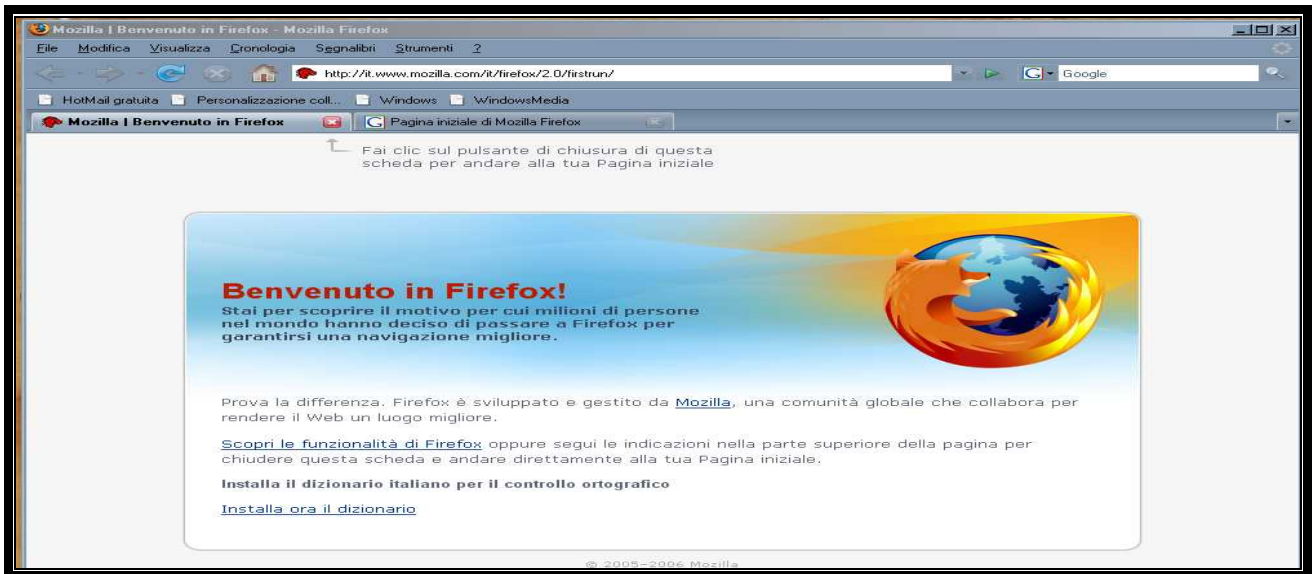 Mozilla | Benvenuto in Firefox - Mozilla Firefox
File Modifica Visualizza Cronologia Segnalibri Strumenti ?
http://it.www.mozilla.com/it/firefox/2.0/firstrun/ G Google
HotMail gratuita Personalizzazione coll... Windows WindowsMedia
Mozilla | Benvenuto in Firefox G Pagina iniziale di Mozilla Firefox
Fai clic sul pulsante di chiusura di questa
scheda per andare alla tua Pagina iniziale
Benvenuto in Firefox!
Stai per scoprire il motivo per cui milioni di persone
nel mondo hanno deciso di passare a Firefox per
garantirsi una navigazione migliore.
Prova la differenza. Firefox è sviluppato e gestito da Mozilla, una comunità globale che collabora per
rendere il Web un luogo migliore.
Scopri le funzionalità di Firefox oppure segui le indicazioni nella parte superiore della pagina per
chiudere questa scheda e andare direttamente alla tua Pagina iniziale.
Installa il dizionario italiano per il controllo ortografico
Installa ora il dizionario
© 2005–2006 Mozilla